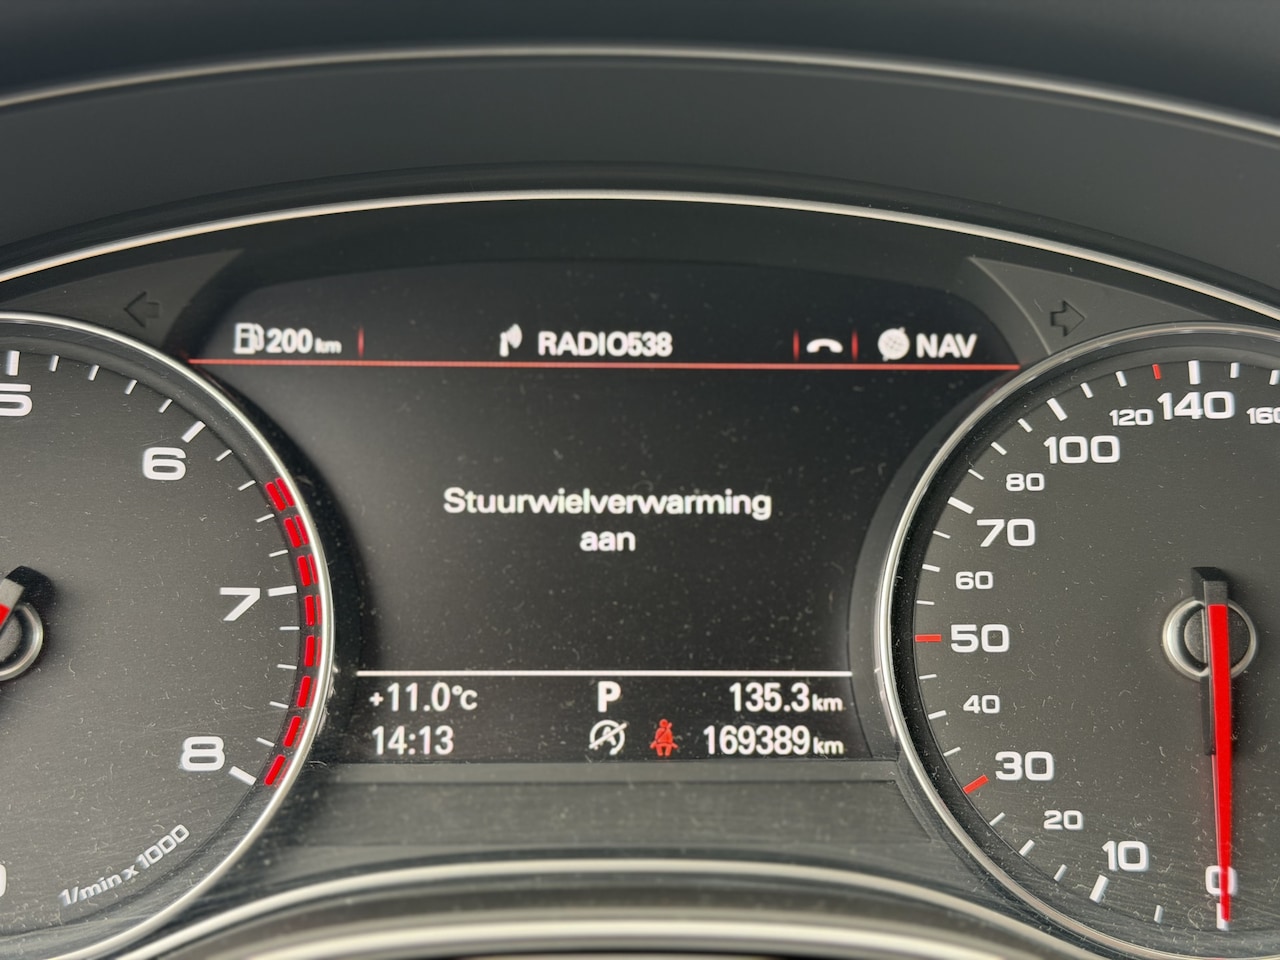 200 km
RADIO538
NAV
Stuurwielverwarming
aan
+11.0°C
P
135.3 km
14:13
169389 km
5
6
7
8
1/min x 1000
0
10
20
30
40
50
60
70
80
100
120
140
160